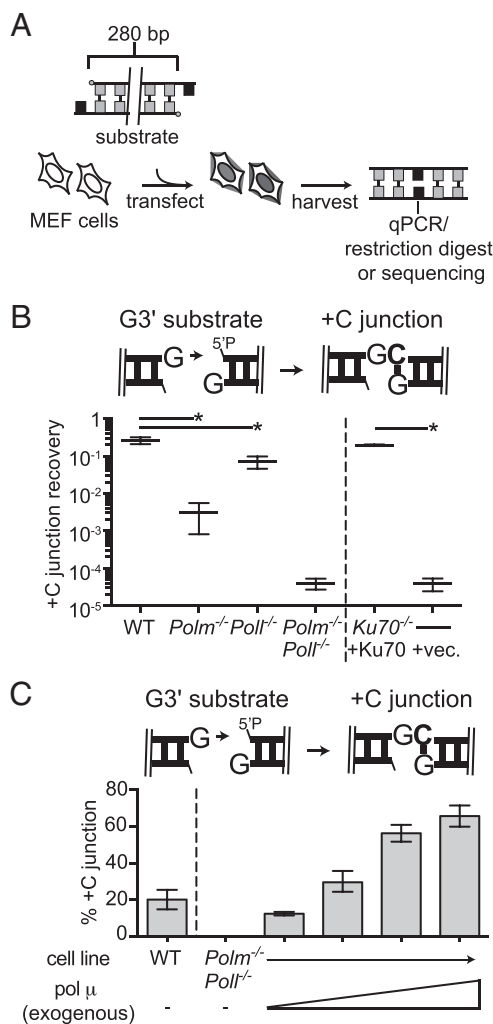 A
280 bp
substrate
MEF cells
transfect
harvest
qPCR/
restriction digest
or sequencing
B
G3' substrate
+C junction
G
5'P
G
GC
G
+C junction recovery
1
10-1
10-2
10-3
10-4
10-5
*
*
*
WT
Polm-/-
Poll-/-
Polm-/-
Poll-/-
Ku70-/-
+Ku70
+vec.
C
G3' substrate
+C junction
G
5'P
G
GC
G
% +C junction
80
60
40
20
0
cell line
WT
Polm-/-
Poll-/-
pol μ
(exogenous)
-
-